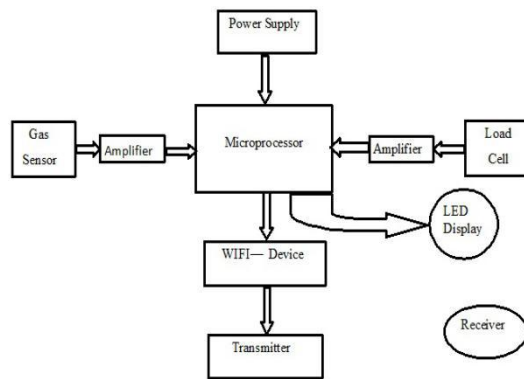 Power Supply
Gas
Sensor
Amplifier
Microprocessor
Amplifier
Load
Cell
LED
Display
WIFI— Device
Transmitter
Receiver